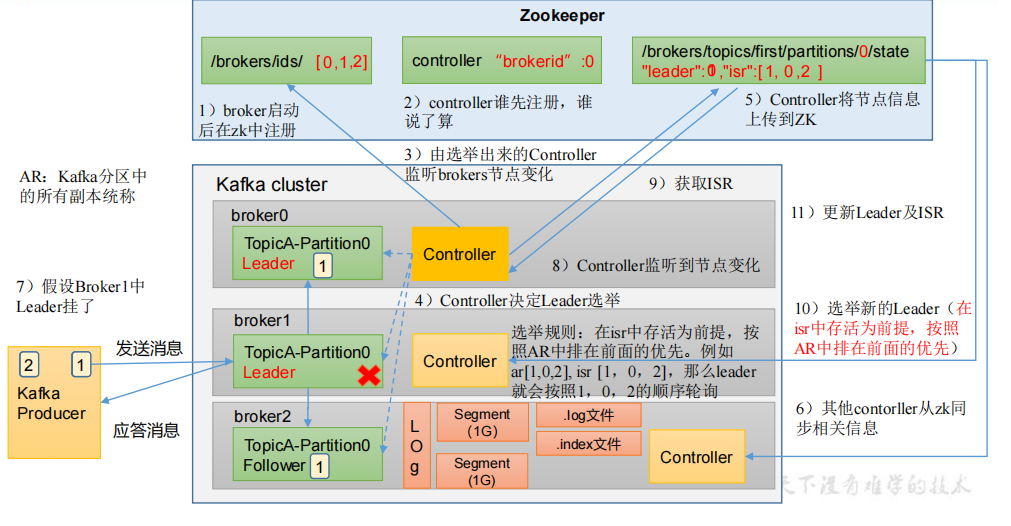 Zookeeper
/brokers/ids/ [0,1,2]
controller “brokerid” :0
/brokers/topics/first/partitions/0/state
"leader":0,"isr":[1, 0,2 ]
1）broker启动
后在zk中注册
2）controller谁先注册，谁
说了算
5）Controller将节点信息
上传到ZK
3）由选举出来的Controller
监听brokers节点变化
AR：Kafka分区中
的所有副本统称
Kafka cluster
9）获取ISR
11）更新Leader及ISR
broker0
TopicA-Partition0
Leader
1
Controller
8）Controller监听到节点变化
7）假设Broker1中
Leader挂了
4）Controller决定Leader选举
10）选举新的Leader（在
isr中存活为前提，按照
AR中排在前面的优先）
broker1
TopicA-Partition0
Leader
Controller
选举规则：在isr中存活为前提，按
照AR中排在前面的优先。例如
ar[1,0,2], isr [1，0，2]，那么leader
就会按照1，0，2的顺序轮询
发送消息
2
1
Kafka
Producer
应答消息
broker2
TopicA-Partition0
Follower
1
LOg
Segment
(1G)
Segment
(1G)
.log文件
.index文件
Controller
6）其他contorller从zk同
步相关信息
天下没有难学的技术